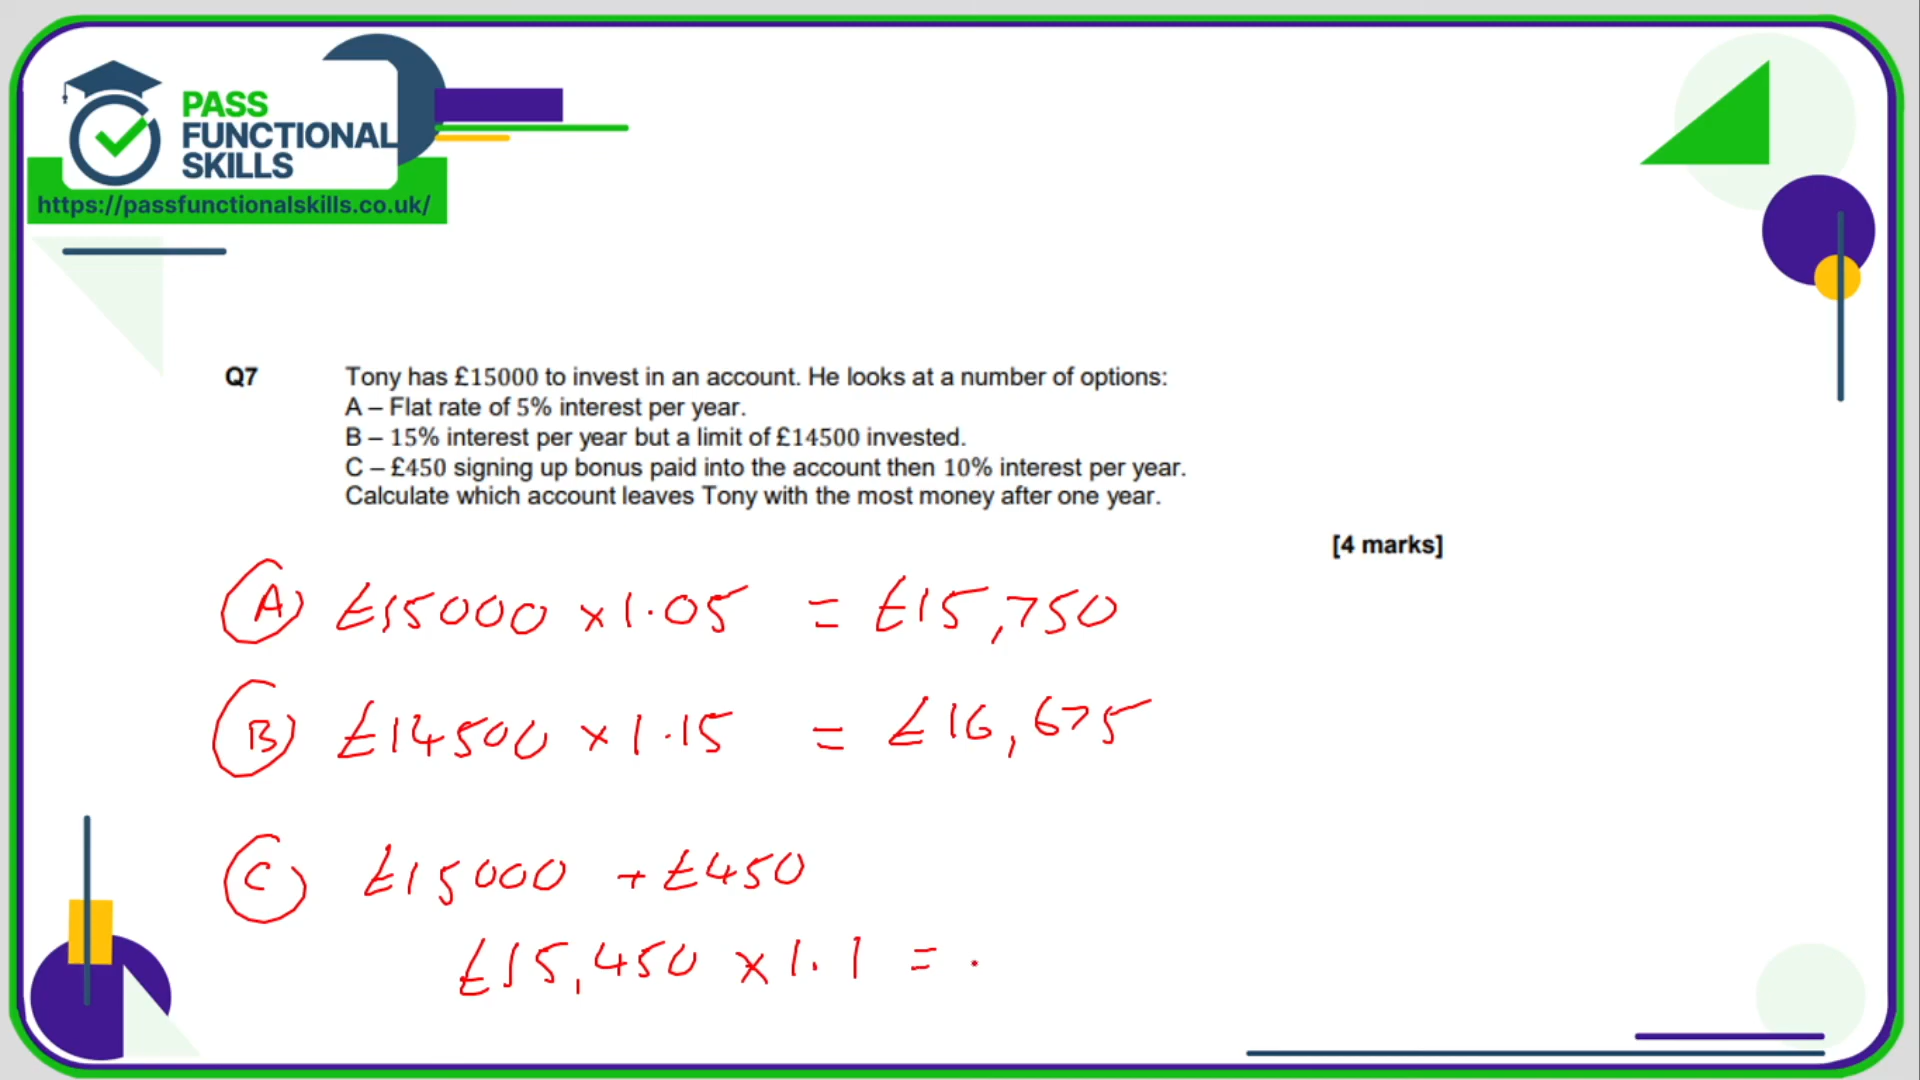 PASS
FUNCTIONAL
SKILLS
https://passfunctionalskills.co.uk/
Q7 Tony has £15000 to invest in an account. He looks at a number of options:
A – Flat rate of 5% interest per year.
B – 15% interest per year but a limit of £14500 invested.
C – £450 signing up bonus paid into the account then 10% interest per year.
Calculate which account leaves Tony with the most money after one year.
[4 marks]
A £15000 × 1.05 = £15,750
B £14500 × 1.15 = £16,675
C £15000 + £450
£15,450 × 1.1 = .